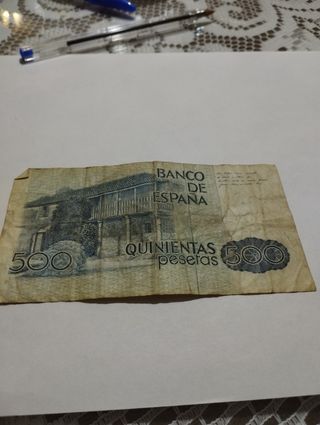 BANCO
DE
ESPAÑA
QUINIENTAS
pesetas
500
500